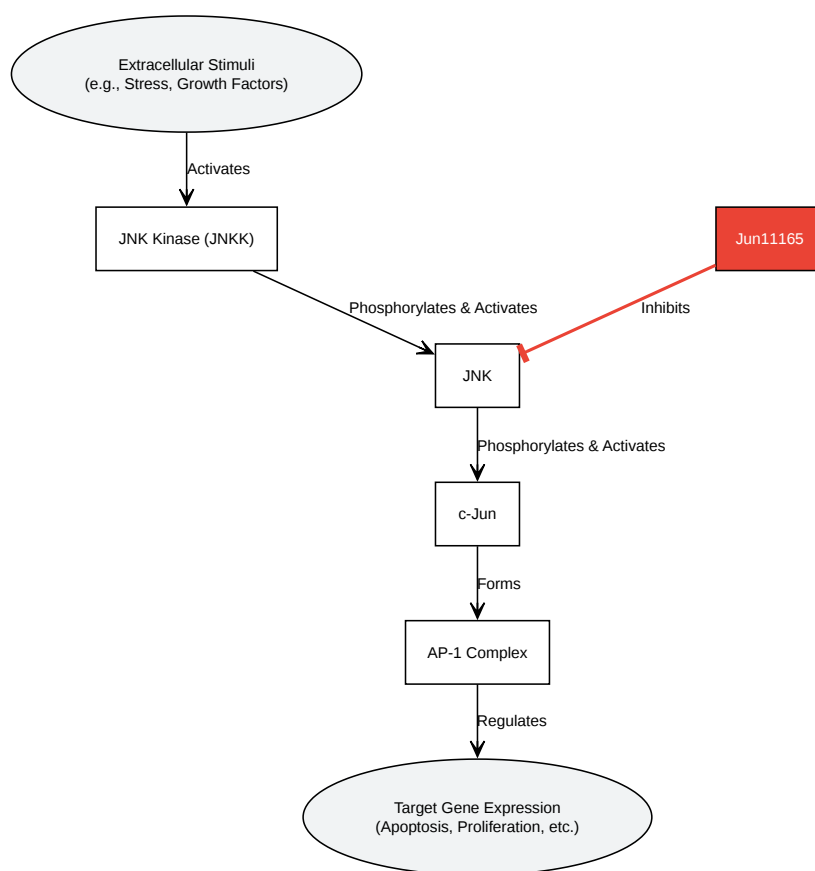 Extracellular Stimuli
(e.g., Stress, Growth Factors)
Activates
JNK Kinase (JNKK)
Jun11165
Phosphorylates & Activates
Inhibits
JNK
Phosphorylates & Activates
c-Jun
Forms
AP-1 Complex
Regulates
Target Gene Expression
(Apoptosis, Proliferation, etc.)